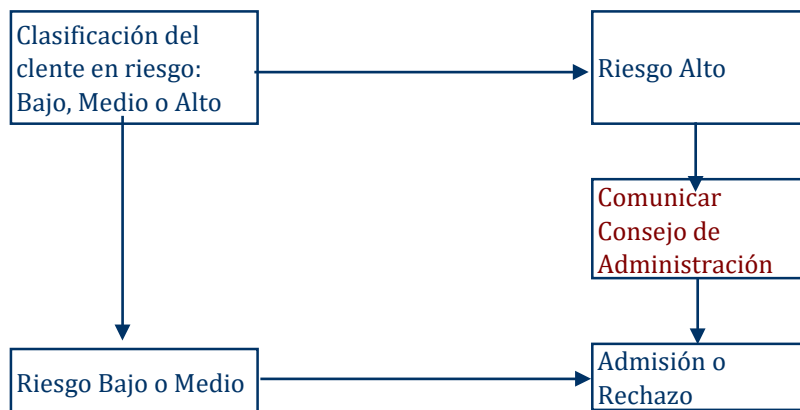 Clasificación del
clente en riesgo:
Bajo, Medio o Alto
Riesgo Alto
Comunicar
Consejo de
Administración
Riesgo Bajo o Medio
Admisión o
Rechazo